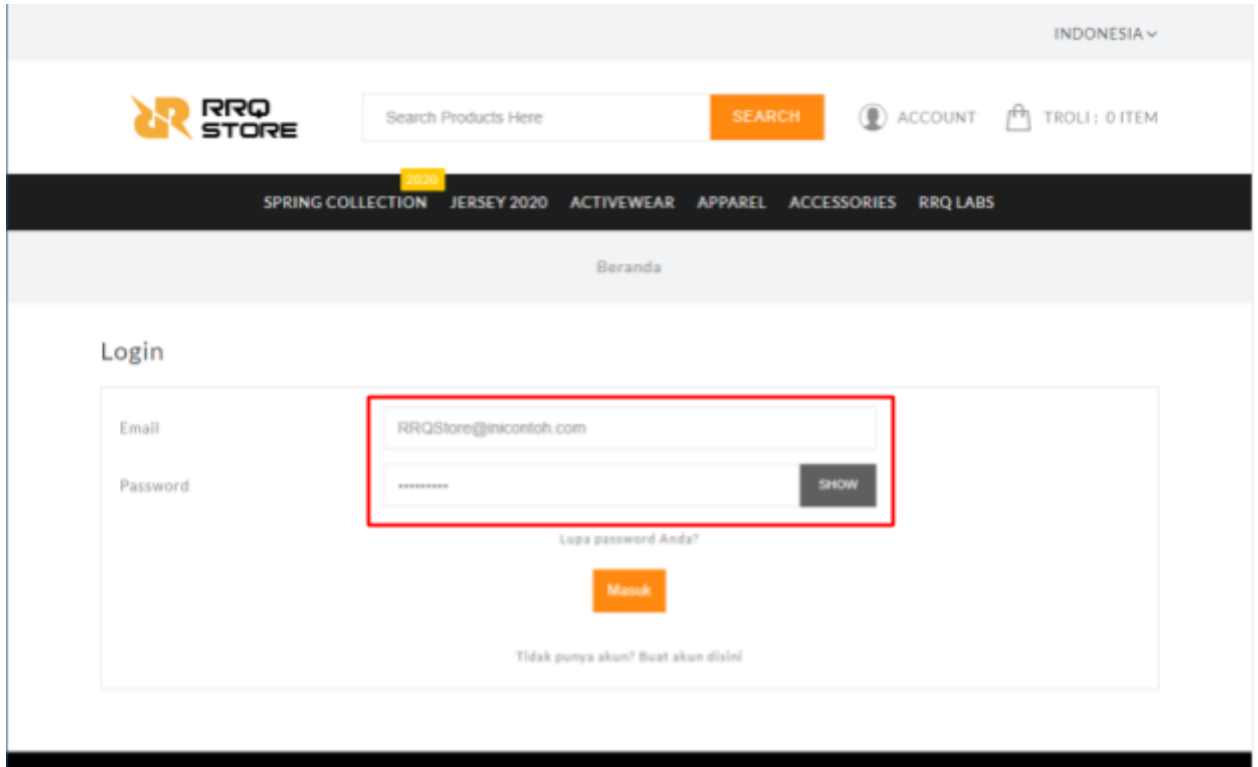 INDONESIA
RRQ
STORE
Search Products Here
SEARCH
ACCOUNT
TROLI : 0 ITEM
2020
SPRING COLLECTION JERSEY 2020 ACTIVEWEAR APPAREL ACCESSORIES RRQ LABS
Beranda
Login
Email
RRQStore@inicontoh.com
Password
•••••••••
SHOW
Lupa password Anda?
Masuk
Tidak punya akun? Buat akun disini